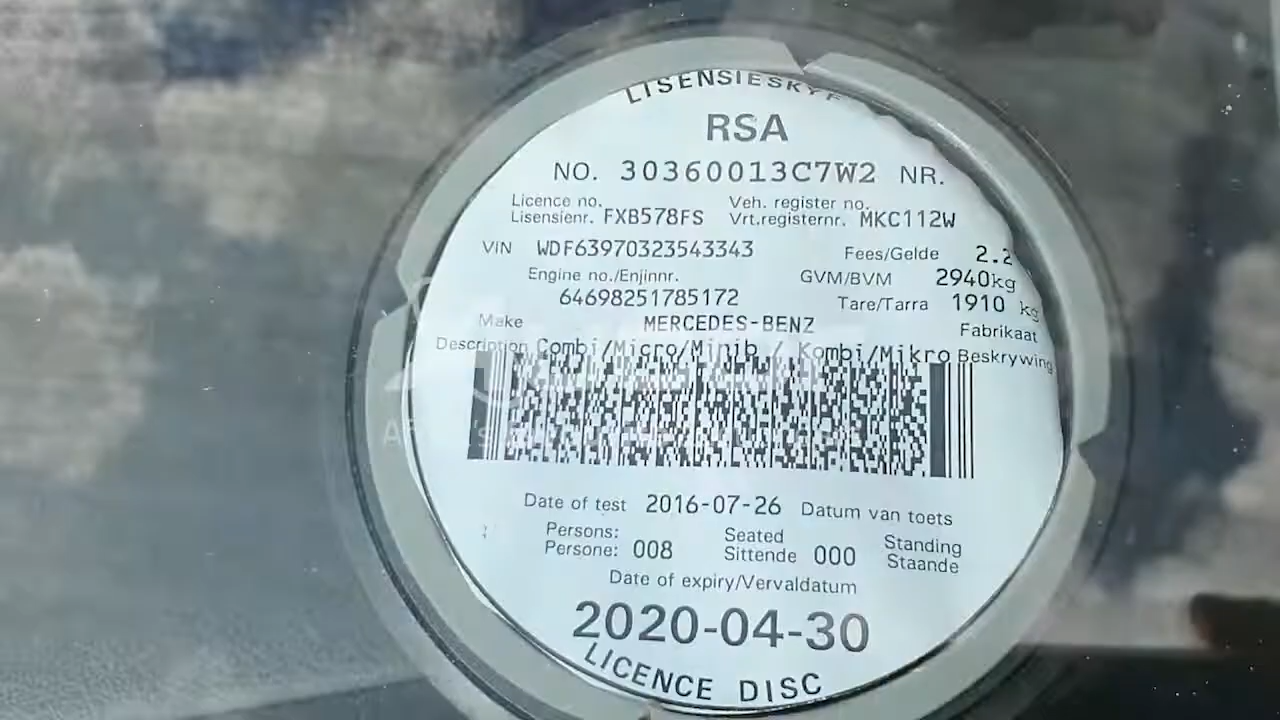 LISENSIESKYF
RSA
NO. 30360013C7W2 NR.
Licence no. Veh. register no.
Lisensienr. FXB578FS Vrt.registernr. MKC112W
VIN WDF63970323543343 Fees/Gelde 2.2
Engine no./Enjinnr. GVM/BVM 2940kg
64698251785172 Tare/Tarra 1910 kg
Make MERCEDES-BENZ Fabrikaat
Description Combi/Micro/Minib / Kombi/Mikro Beskrywing
Date of test 2016-07-26 Datum van toets
Persons: Seated Standing
Persone: 008 Sittende 000 Staande
Date of expiry/Vervaldatum
2020-04-30
LICENCE DISC